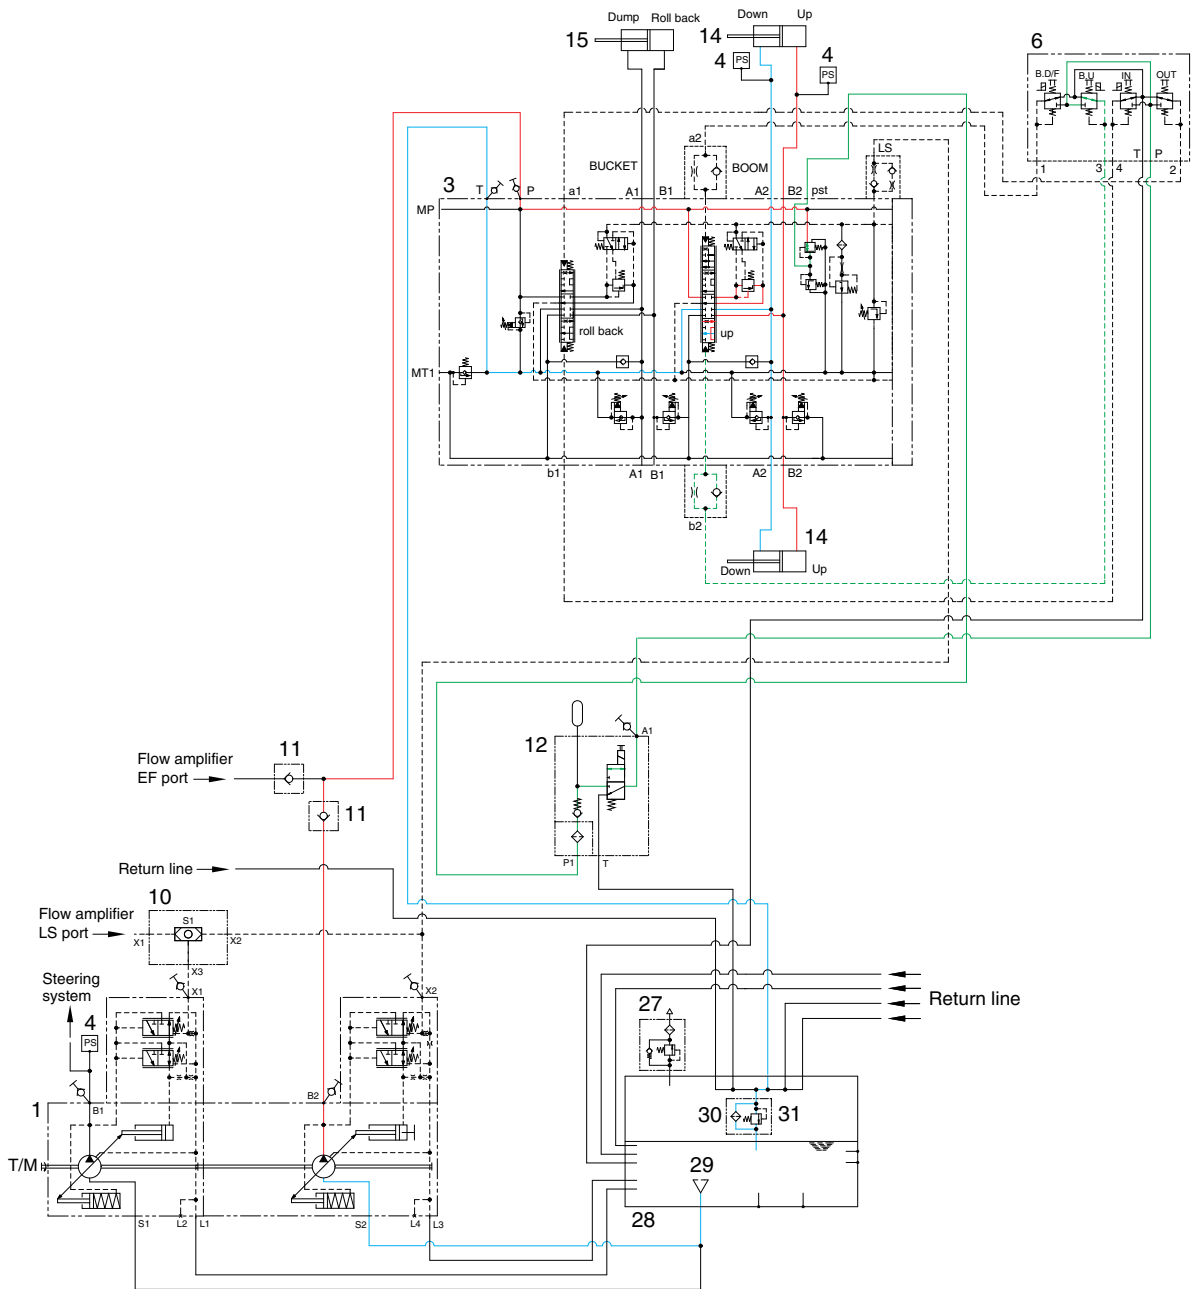 Dump Roll back
15
Down Up
14
4
PS
4
PS
6
B.D/F B.U IN OUT
T P
1 3 4 2
a2
BUCKET BOOM
LS
3
T P a1 A1 B1 A2 B2 pst
MP
roll back
up
MT1
b1 A1 B1 A2 B2
b2
14
Down Up
12
A1
P1 T
11
Flow amplifier
EF port
11
Return line
10
Flow amplifier
LS port
S1
X1 X2
X3
Steering
system
4
PS
X1 X2
1
B1 B2
T/M
S1 L2 L1 S2 L4 L3
Return line
27
30 31
29
28